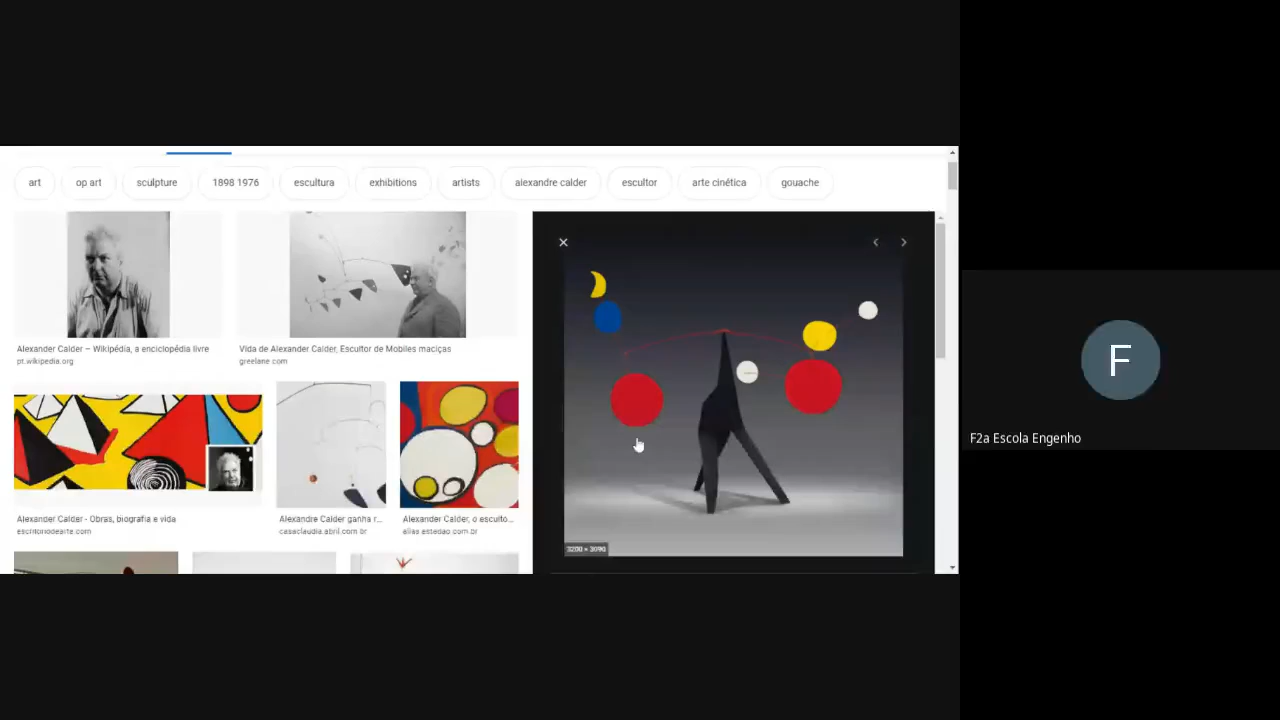 art
op art
sculpture
1898 1976
escultura
exhibitions
artists
alexandre calder
escultor
arte cinética
gouache
Alexander Calder – Wikipédia, a enciclopédia livre
pt.wikipedia.org
Vida de Alexander Calder, Escultor de Mobiles maciças
greelane.com
Alexander Calder - Obras, biografia e vida
escritoriodearte.com
Alexandre Calder ganha r...
casaclaudia.abril.com.br
Alexander Calder, o esculto...
elias.estedao.com.br
3200 × 3090
F
F2a Escola Engenho